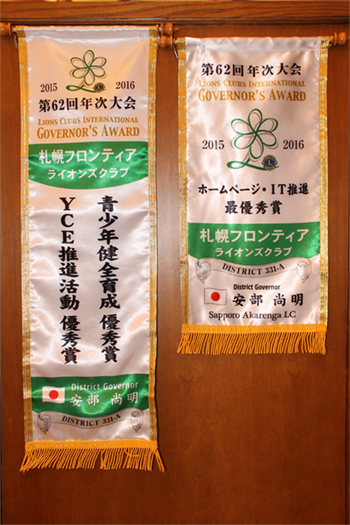 2015 2016
第62回年次大会
LIONS CLUBS INTERNATIONAL
GOVERNOR'S AWARD
札幌フロンティア
ライオンズクラブ
青少年健全育成 優秀賞
YCE推進活動 優秀賞
District Governor
安部 尚明
DISTRICT 331-A
第62回年次大会
LIONS CLUBS INTERNATIONAL
GOVERNOR'S AWARD
2015 2016
ホームページ・IT推進
最優秀賞
札幌フロンティア
ライオンズクラブ
DISTRICT 331-A
District Governor
安部 尚明
Sapporo Akarenga LC